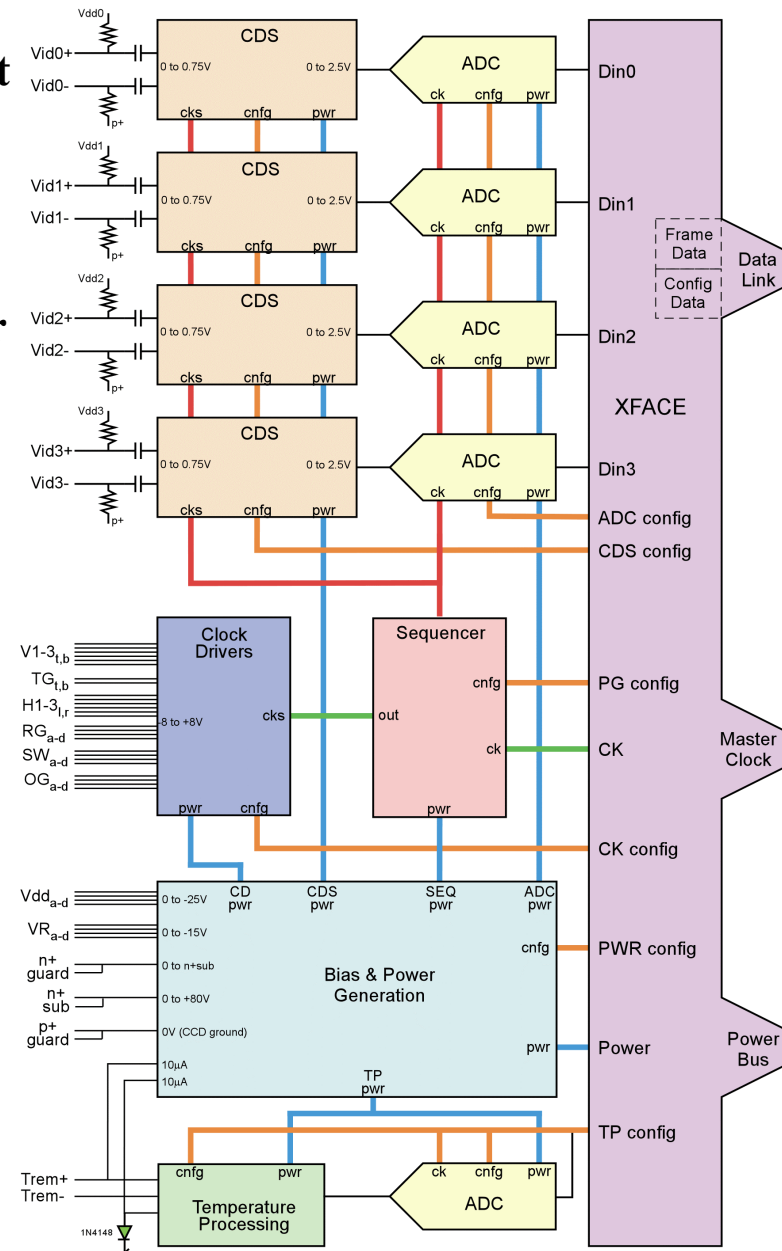 t
.
Vdd0
Vid0+
Vid0-
p+
CDS
0 to 0.75V
0 to 2.5V
cks
cnfg
pwr
ADC
ck
cnfg
pwr
Din0
Vdd1
Vid1+
Vid1-
p+
CDS
0 to 0.75V
0 to 2.5V
cks
cnfg
pwr
ADC
ck
cnfg
pwr
Din1
Frame
Data
Config
Data
Data
Link
Vdd2
Vid2+
Vid2-
p+
CDS
0 to 0.75V
0 to 2.5V
cks
cnfg
pwr
ADC
ck
cnfg
pwr
Din2
XFACE
Vdd3
Vid3+
Vid3-
p+
CDS
0 to 0.75V
0 to 2.5V
cks
cnfg
pwr
ADC
ck
cnfg
pwr
Din3
ADC config
CDS config
V1-3t,b
TGt,b
H1-3l,r
RGa-d
SWa-d
OGa-d
Clock
Drivers
-8 to +8V
cks
pwr
cnfg
Sequencer
cnfg
out
ck
pwr
PG config
CK
Master
Clock
CK config
Vdda-d
VRa-d
n+
guard
n+
sub
p+
guard
0 to -25V
0 to -15V
0 to n+sub
0 to +80V
0V (CCD ground)
10µA
10µA
CD
pwr
CDS
pwr
SEQ
pwr
ADC
pwr
cnfg
Bias & Power
Generation
pwr
TP
pwr
PWR config
Power
Power
Bus
TP config
Trem+
Trem-
1N4148
cnfg
pwr
Temperature
Processing
ck
cnfg
pwr
ADC